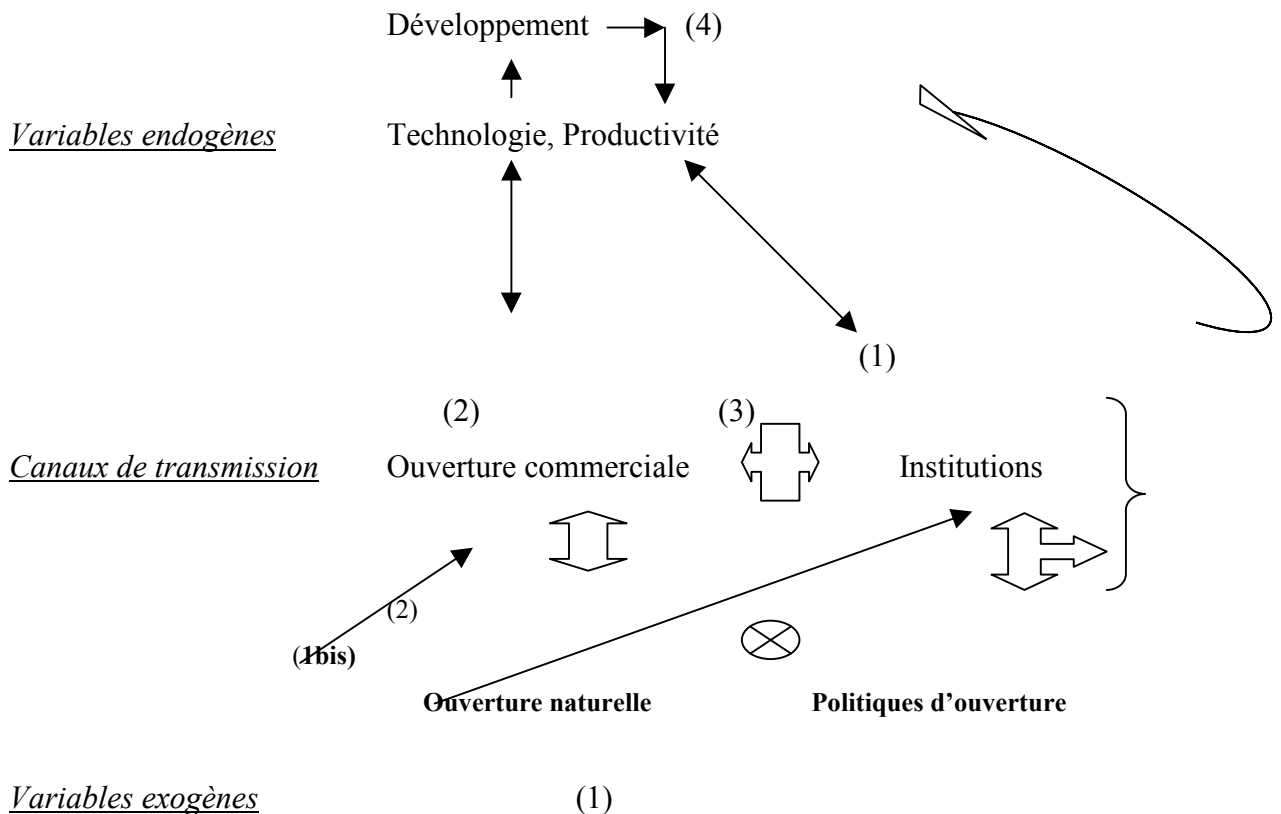 Développement (4)
Variables endogènes Technologie, Productivité
(1)
(2) (3)
Canaux de transmission Ouverture commerciale Institutions
(2)
(1bis)
Ouverture naturelle Politiques d’ouverture
Variables exogènes (1)